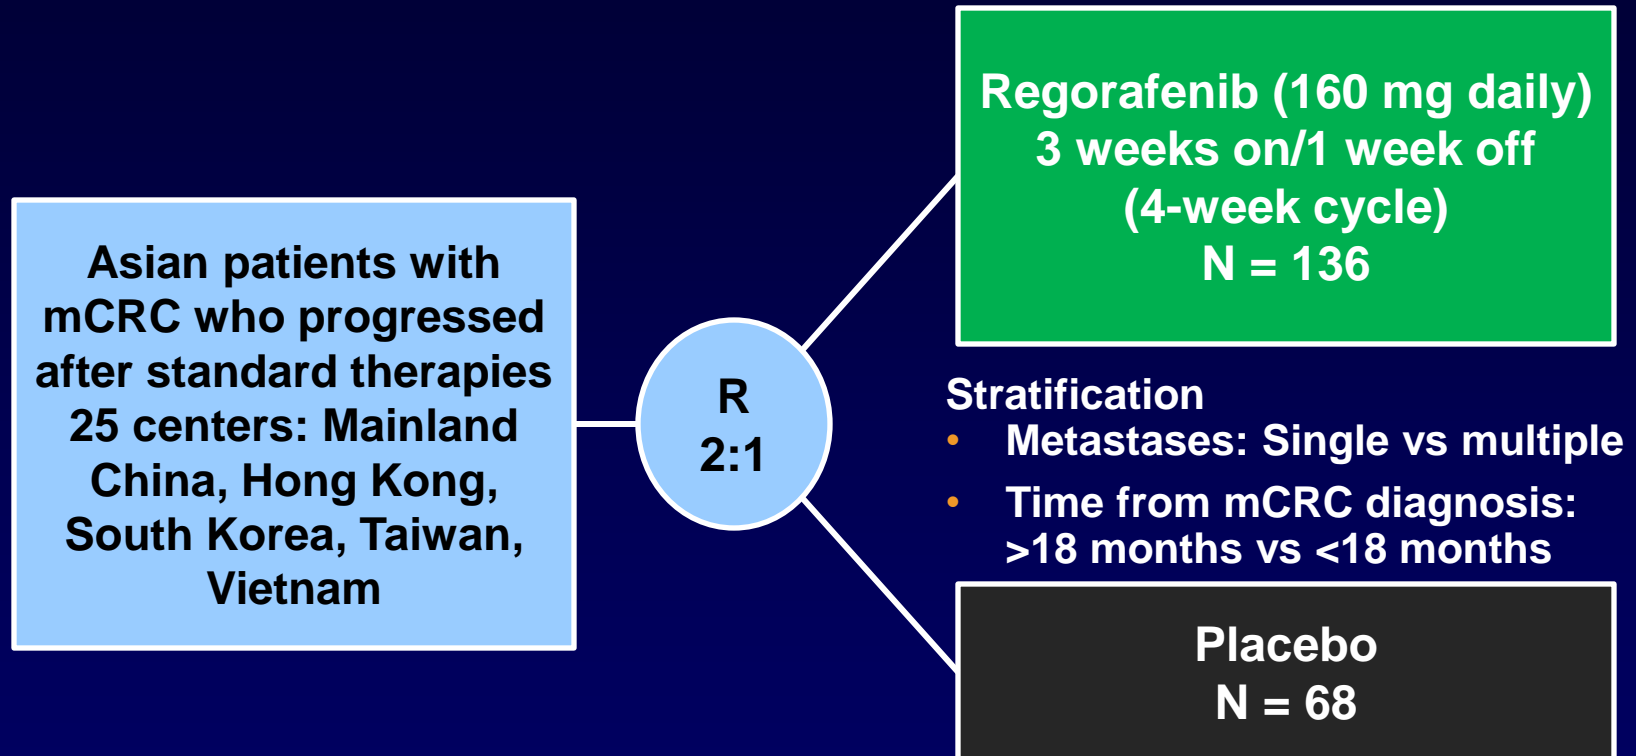 Asian patients with
mCRC who progressed
after standard therapies
25 centers: Mainland
China, Hong Kong,
South Korea, Taiwan,
Vietnam
R
2:1
Regorafenib (160 mg daily)
3 weeks on/1 week off
(4-week cycle)
N = 136
Stratification
• Metastases: Single vs multiple
• Time from mCRC diagnosis:
>18 months vs <18 months
Placebo
N = 68